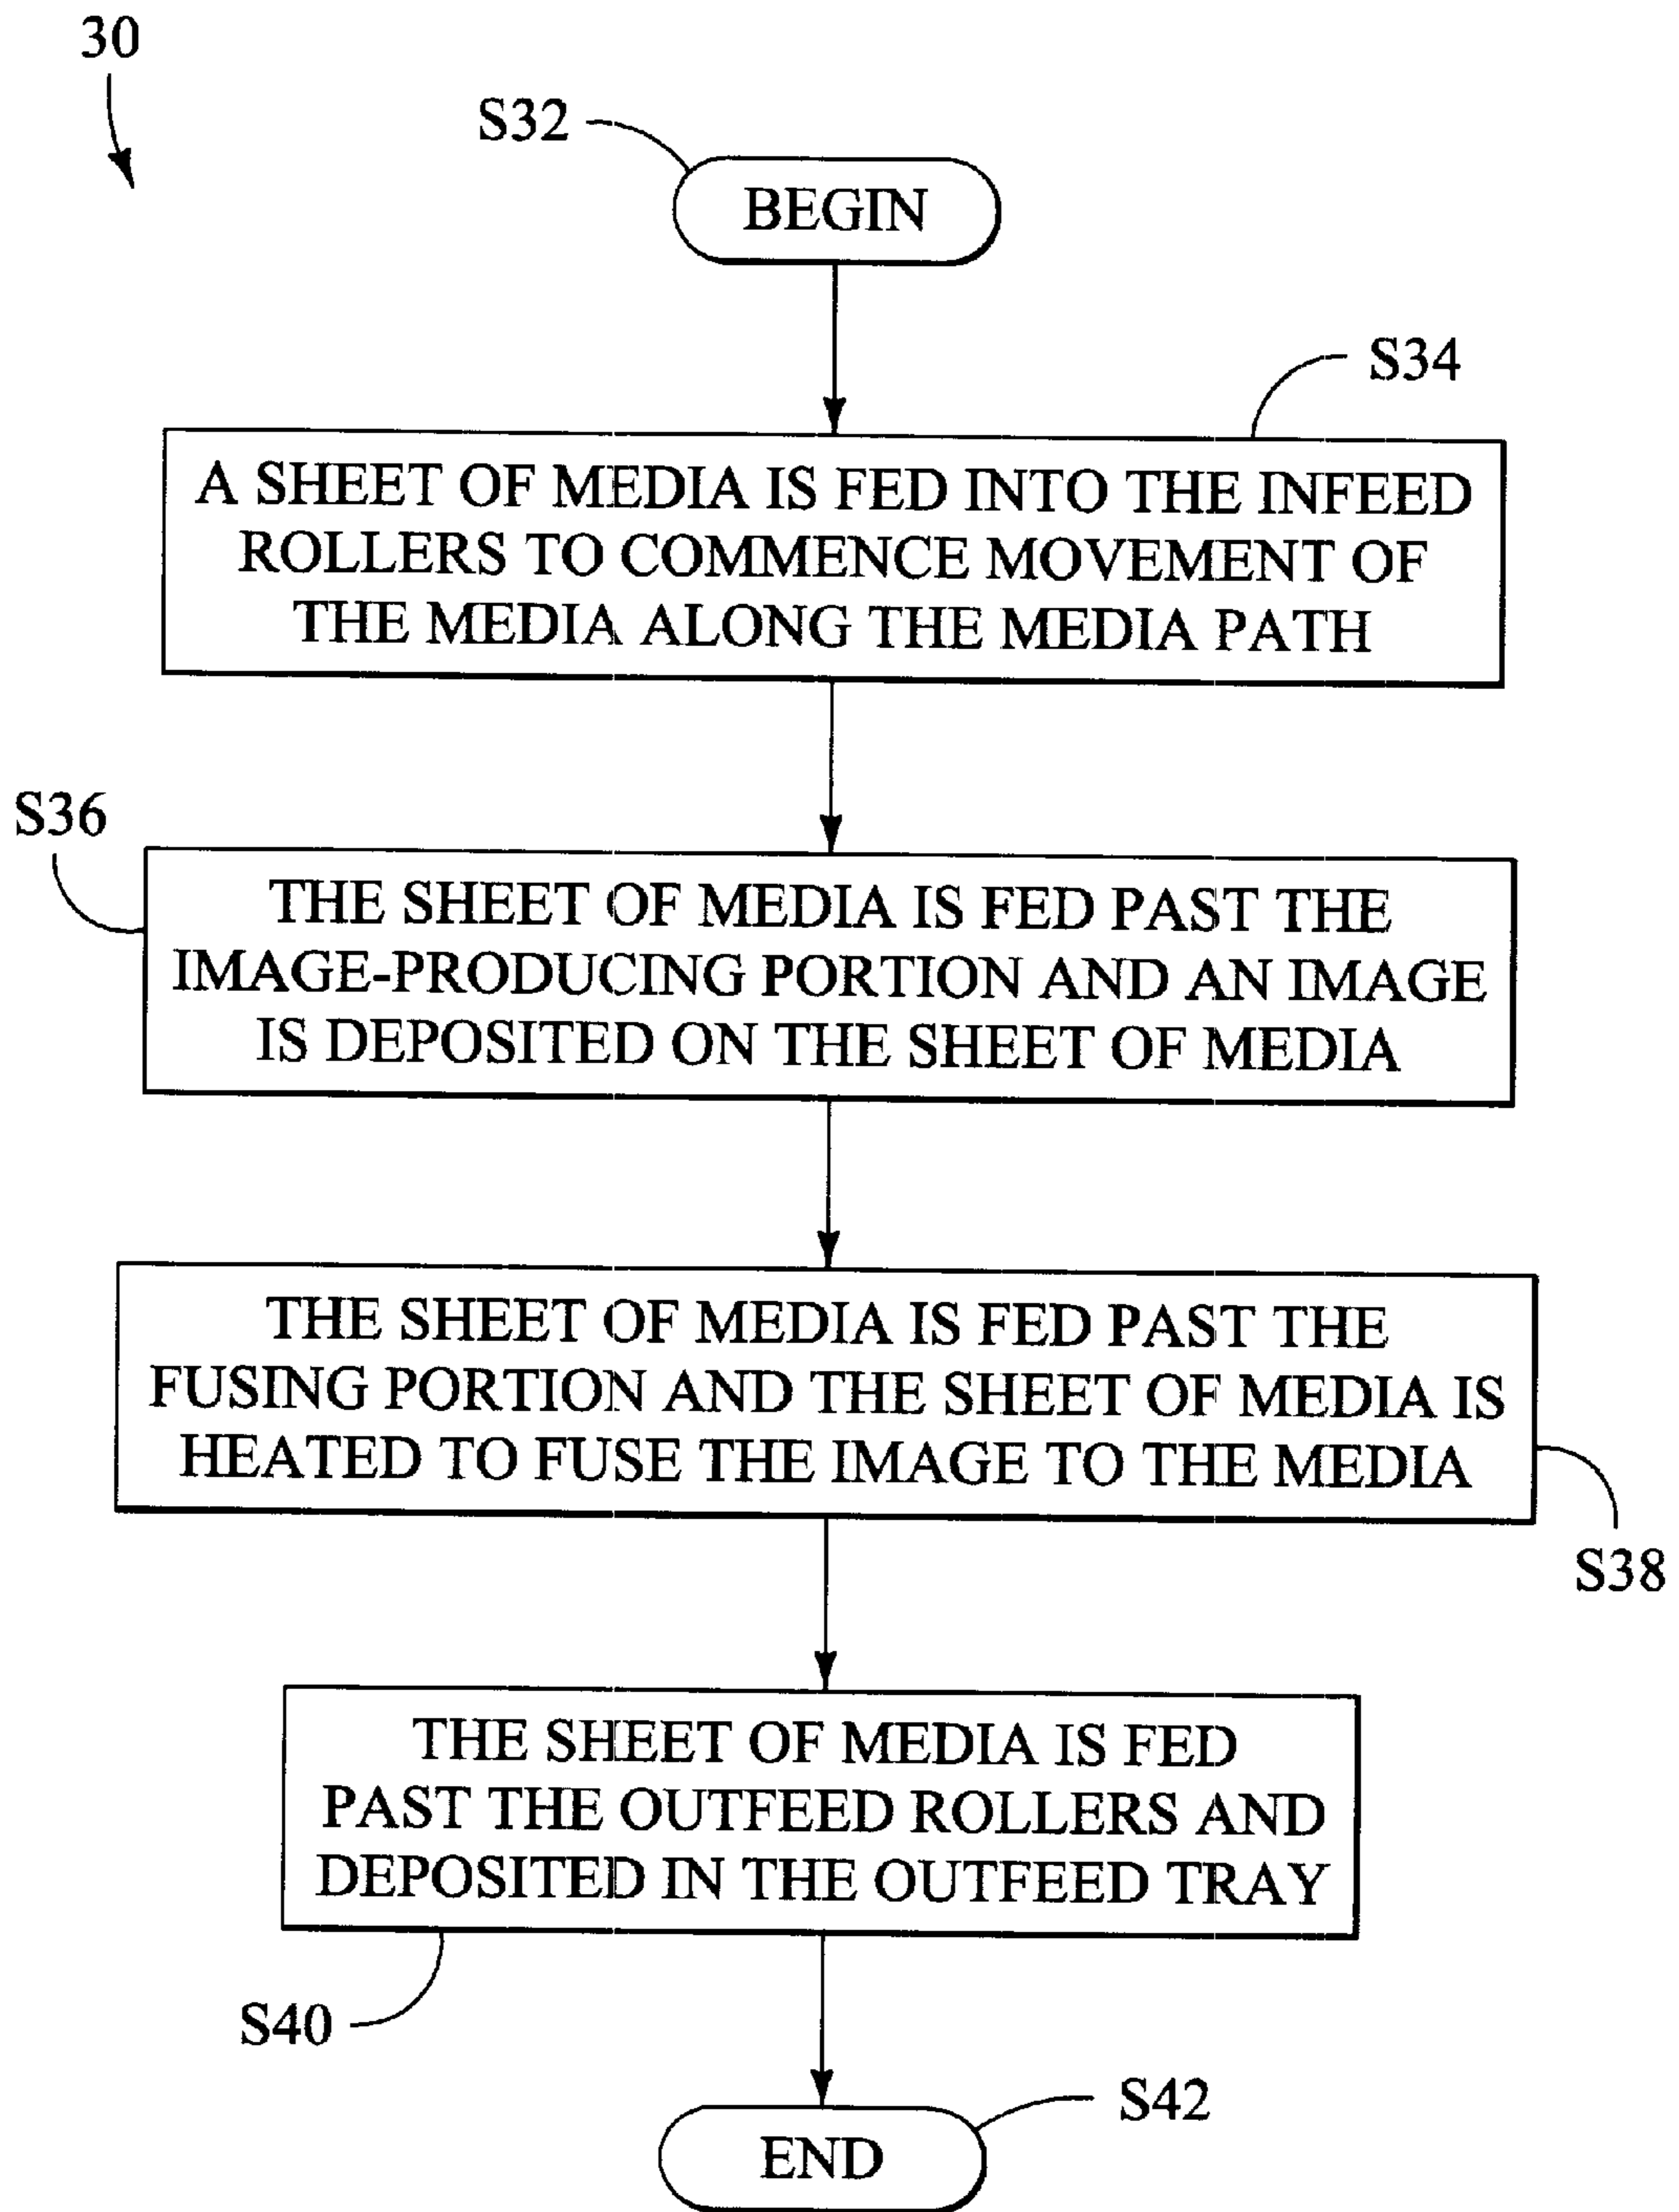 30
S32
BEGIN
S34
A SHEET OF MEDIA IS FED INTO THE INFEED
ROLLERS TO COMMENCE MOVEMENT OF
THE MEDIA ALONG THE MEDIA PATH
S36
THE SHEET OF MEDIA IS FED PAST THE
IMAGE-PRODUCING PORTION AND AN IMAGE
IS DEPOSITED ON THE SHEET OF MEDIA
THE SHEET OF MEDIA IS FED PAST THE
FUSING PORTION AND THE SHEET OF MEDIA IS
HEATED TO FUSE THE IMAGE TO THE MEDIA
S38
THE SHEET OF MEDIA IS FED
PAST THE OUTFEED ROLLERS AND
DEPOSITED IN THE OUTFEED TRAY
S40
S42
END